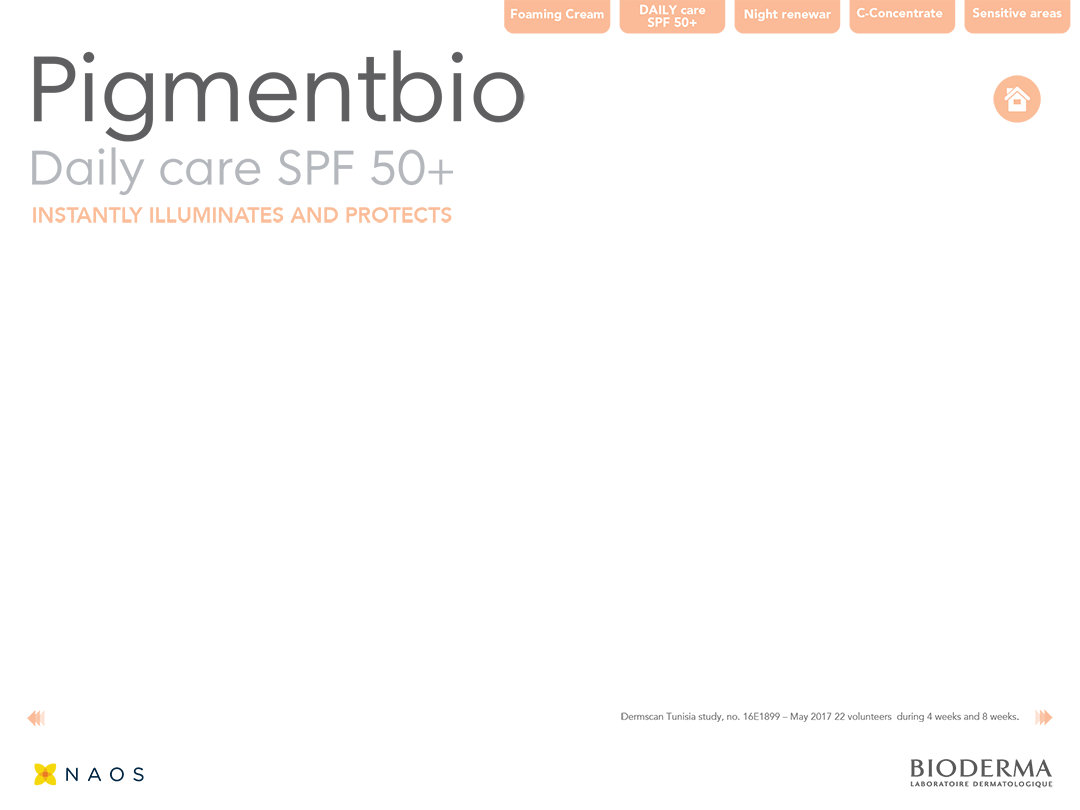 Foaming Cream
DAILY care
SPF 50+
Night renewar
C-Concentrate
Sensitive areas
Pigmentbio
Daily care SPF 50+
INSTANTLY ILLUMINATES AND PROTECTS
Dermscan Tunisia study, no. 16E1899 – May 2017 22 volunteers during 4 weeks and 8 weeks.
NAOS
BIODERMA
LABORATOIRE DERMATOLOGIQUE